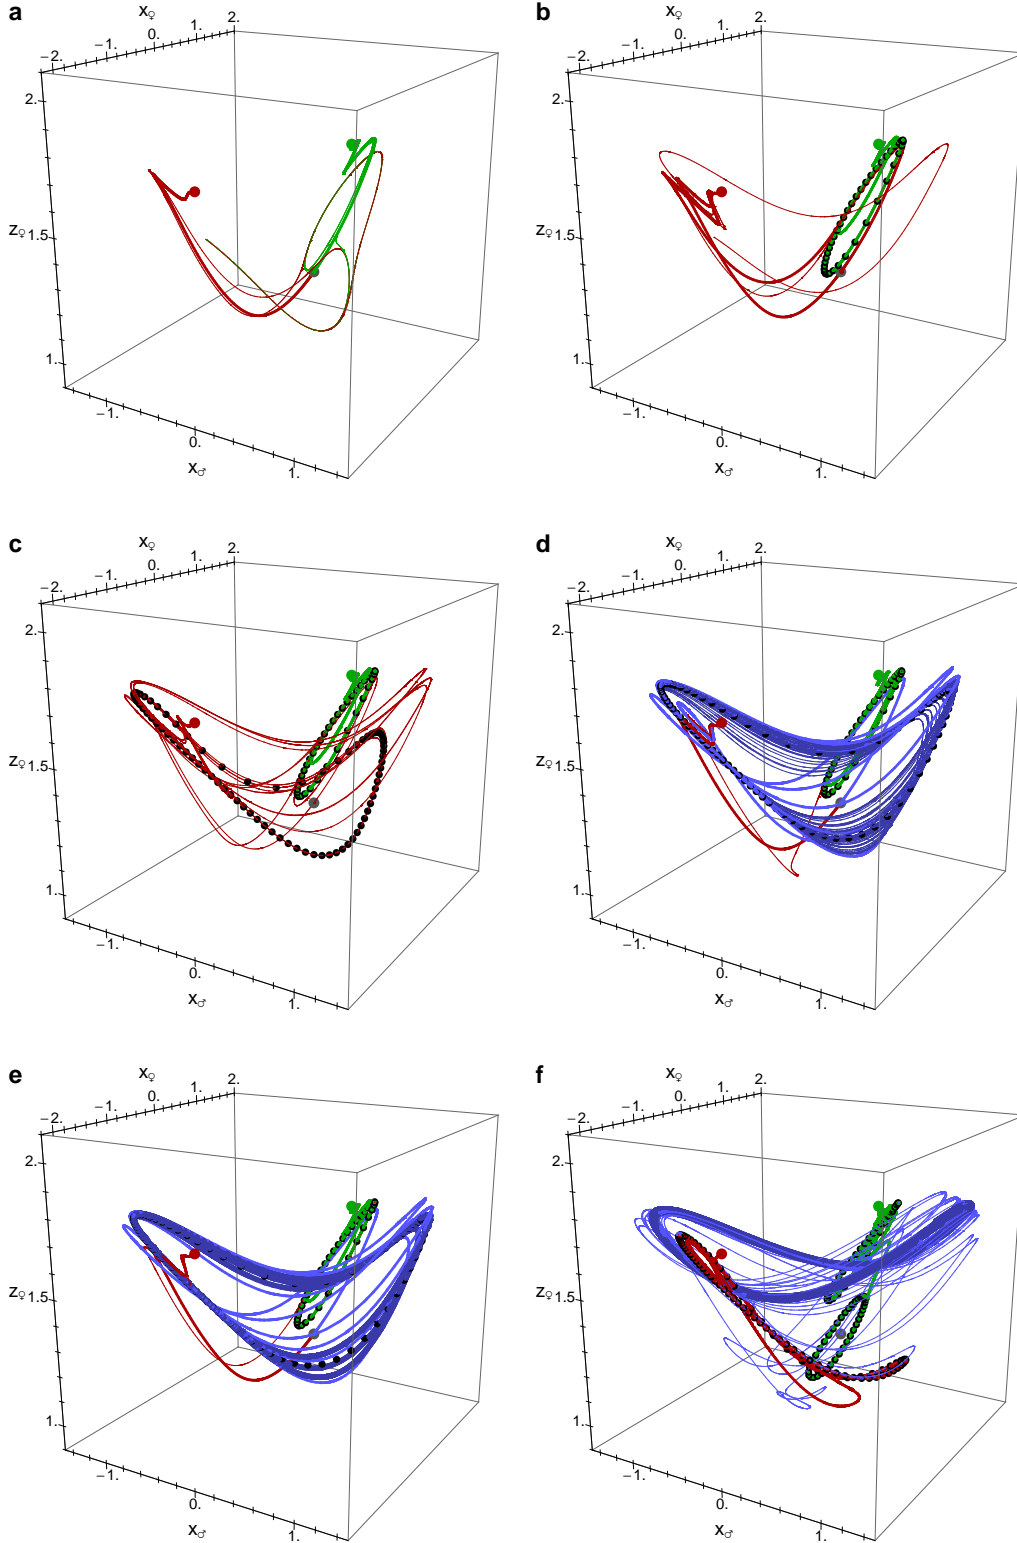 a
x♀
−2. −1. 0. 1. 2.
2.
z♀ 1.5
1.
−1. 0. 1.
x♂
b
x♀
−2. −1. 0. 1. 2.
2.
z♀ 1.5
1.
−1. 0. 1.
x♂
c
x♀
−2. −1. 0. 1. 2.
2.
z♀ 1.5
1.
−1. 0. 1.
x♂
d
x♀
−2. −1. 0. 1. 2.
2.
z♀ 1.5
1.
−1. 0. 1.
x♂
e
x♀
−2. −1. 0. 1. 2.
2.
z♀ 1.5
1.
−1. 0. 1.
x♂
f
x♀
−2. −1. 0. 1. 2.
2.
z♀ 1.5
1.
−1. 0. 1.
x♂